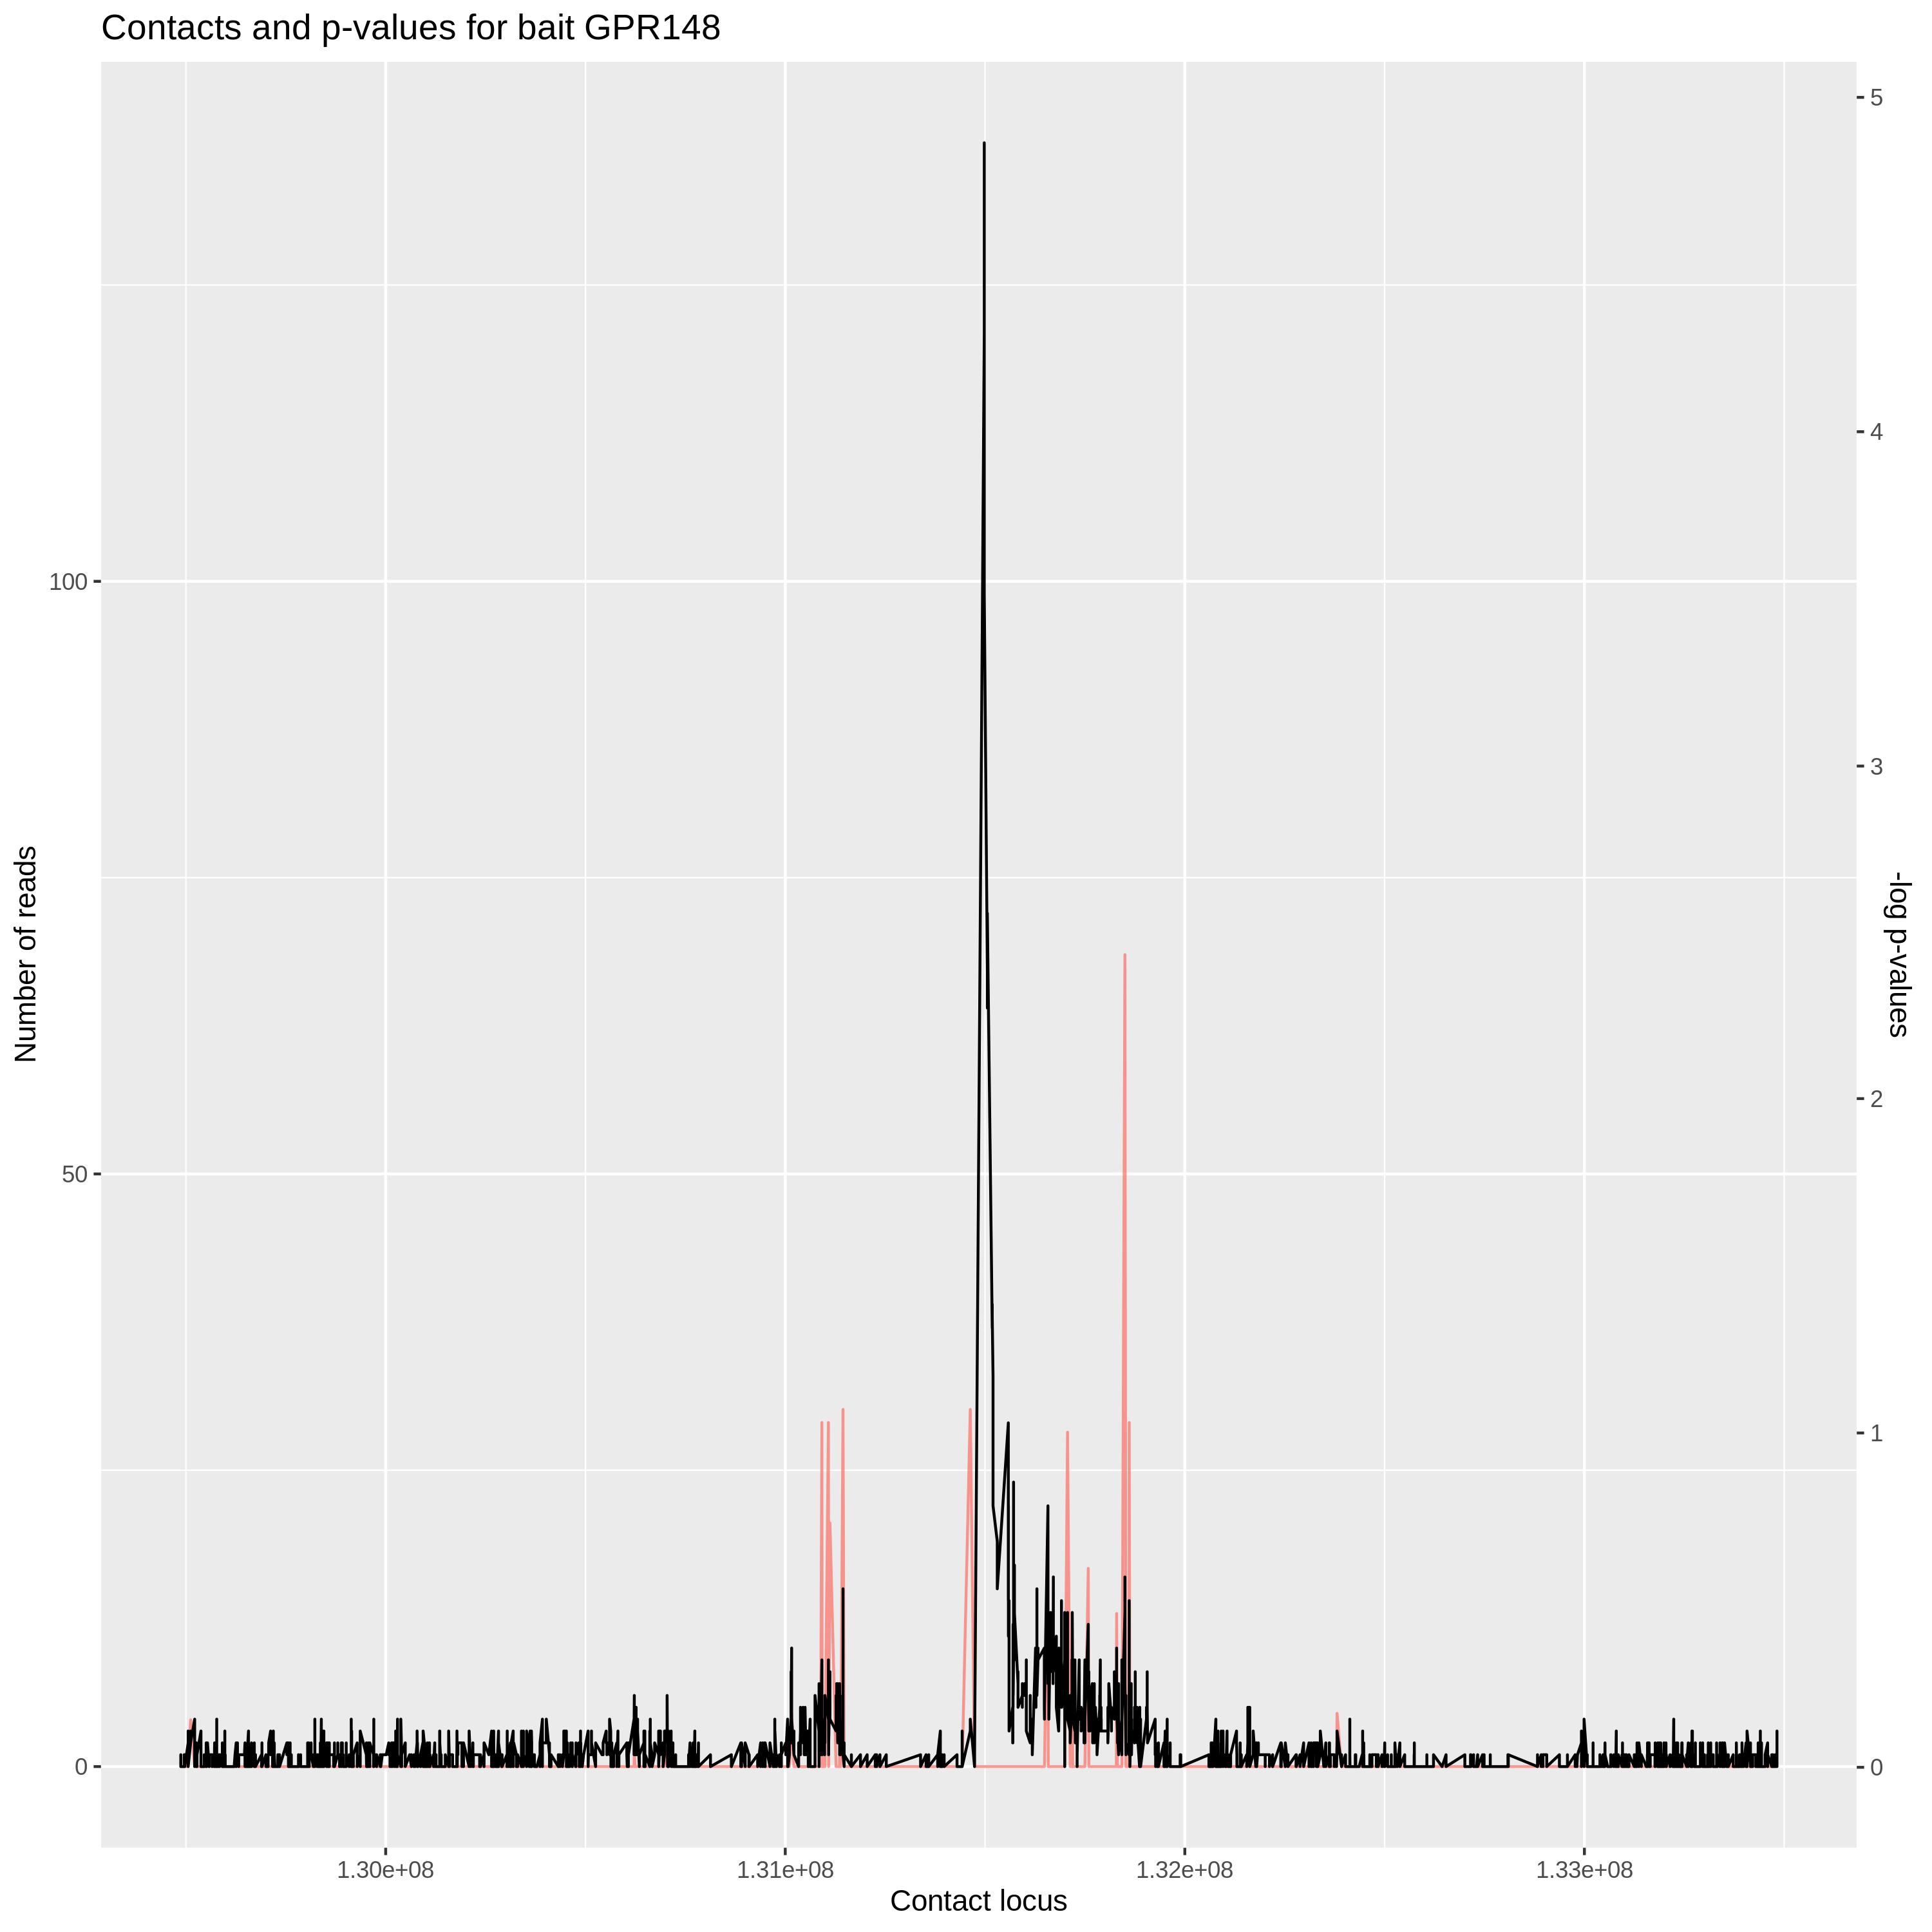 Contacts and p-values for bait GPR148
Number of reads
100
50
0
5
4
3
2
1
0
-log p-values
1.30e+08
1.31e+08
1.32e+08
1.33e+08
Contact locus